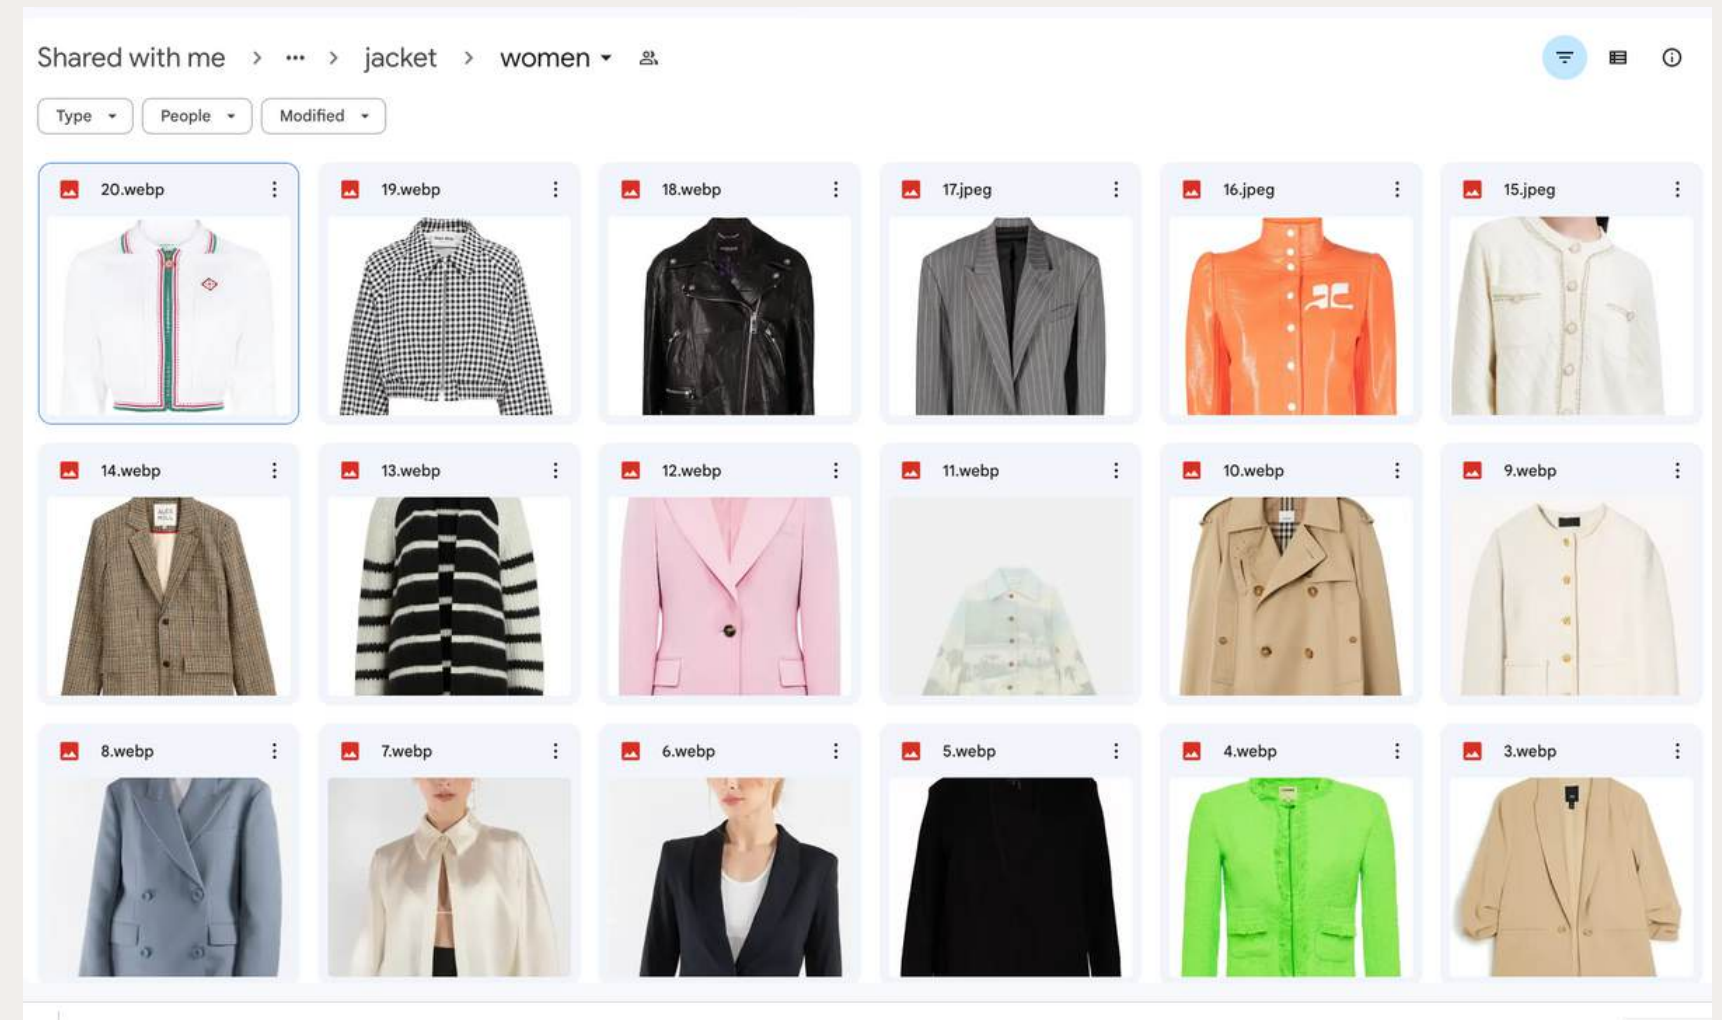 Shared with me > ... > jacket > women
Type People Modified
20.webp 19.webp 18.webp 17.jpeg 16.jpeg 15.jpeg
14.webp 13.webp 12.webp 11.webp 10.webp 9.webp
ALEX
MILL
8.webp 7.webp 6.webp 5.webp 4.webp 3.webp